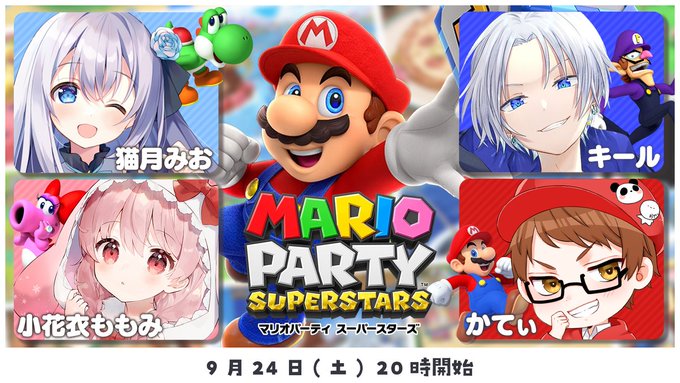 猫月みお
キール
MARIO
PARTY
SUPERSTARS
マリオパーティ スーパースターズ
小花衣ももみ
かてぃ
9月24日(土) 20時開始